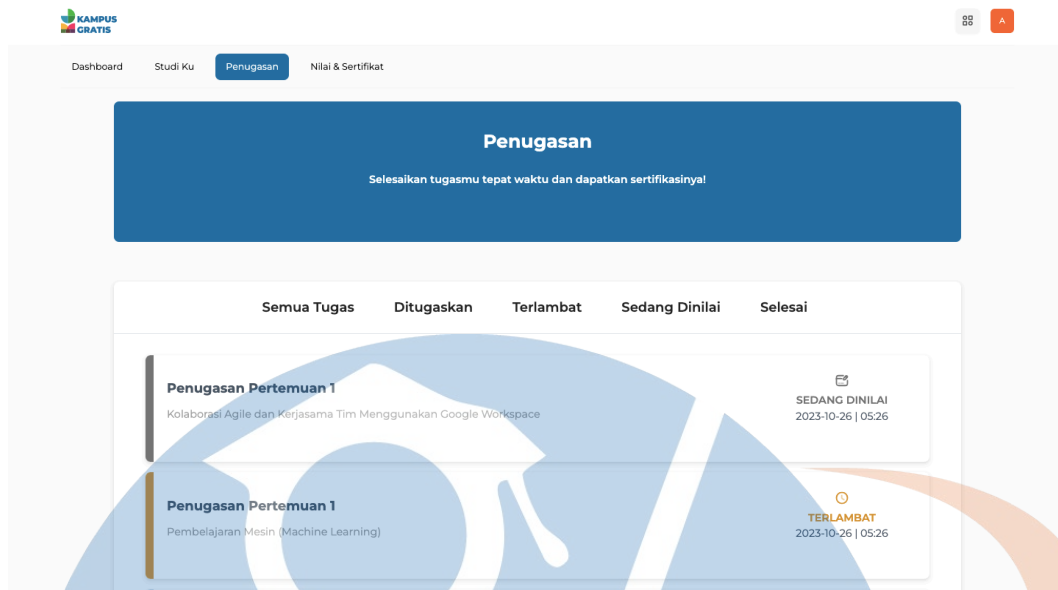 KAMPUS
GRATIS
A
Dashboard Studi Ku Penugasan Nilai & Sertifikat
Penugasan
Selesaikan tugasmu tepat waktu dan dapatkan sertifikasinya!
Semua Tugas Ditugaskan Terlambat Sedang Dinilai Selesai
Penugasan Pertemuan 1
Kolaborasi Agile dan Kerjasama Tim Menggunakan Google Workspace
SEDANG DINILAI
2023-10-26 | 05:26
Penugasan Pertemuan 1
Pembelajaran Mesin (Machine Learning)
TERLAMBAT
2023-10-26 | 05:26